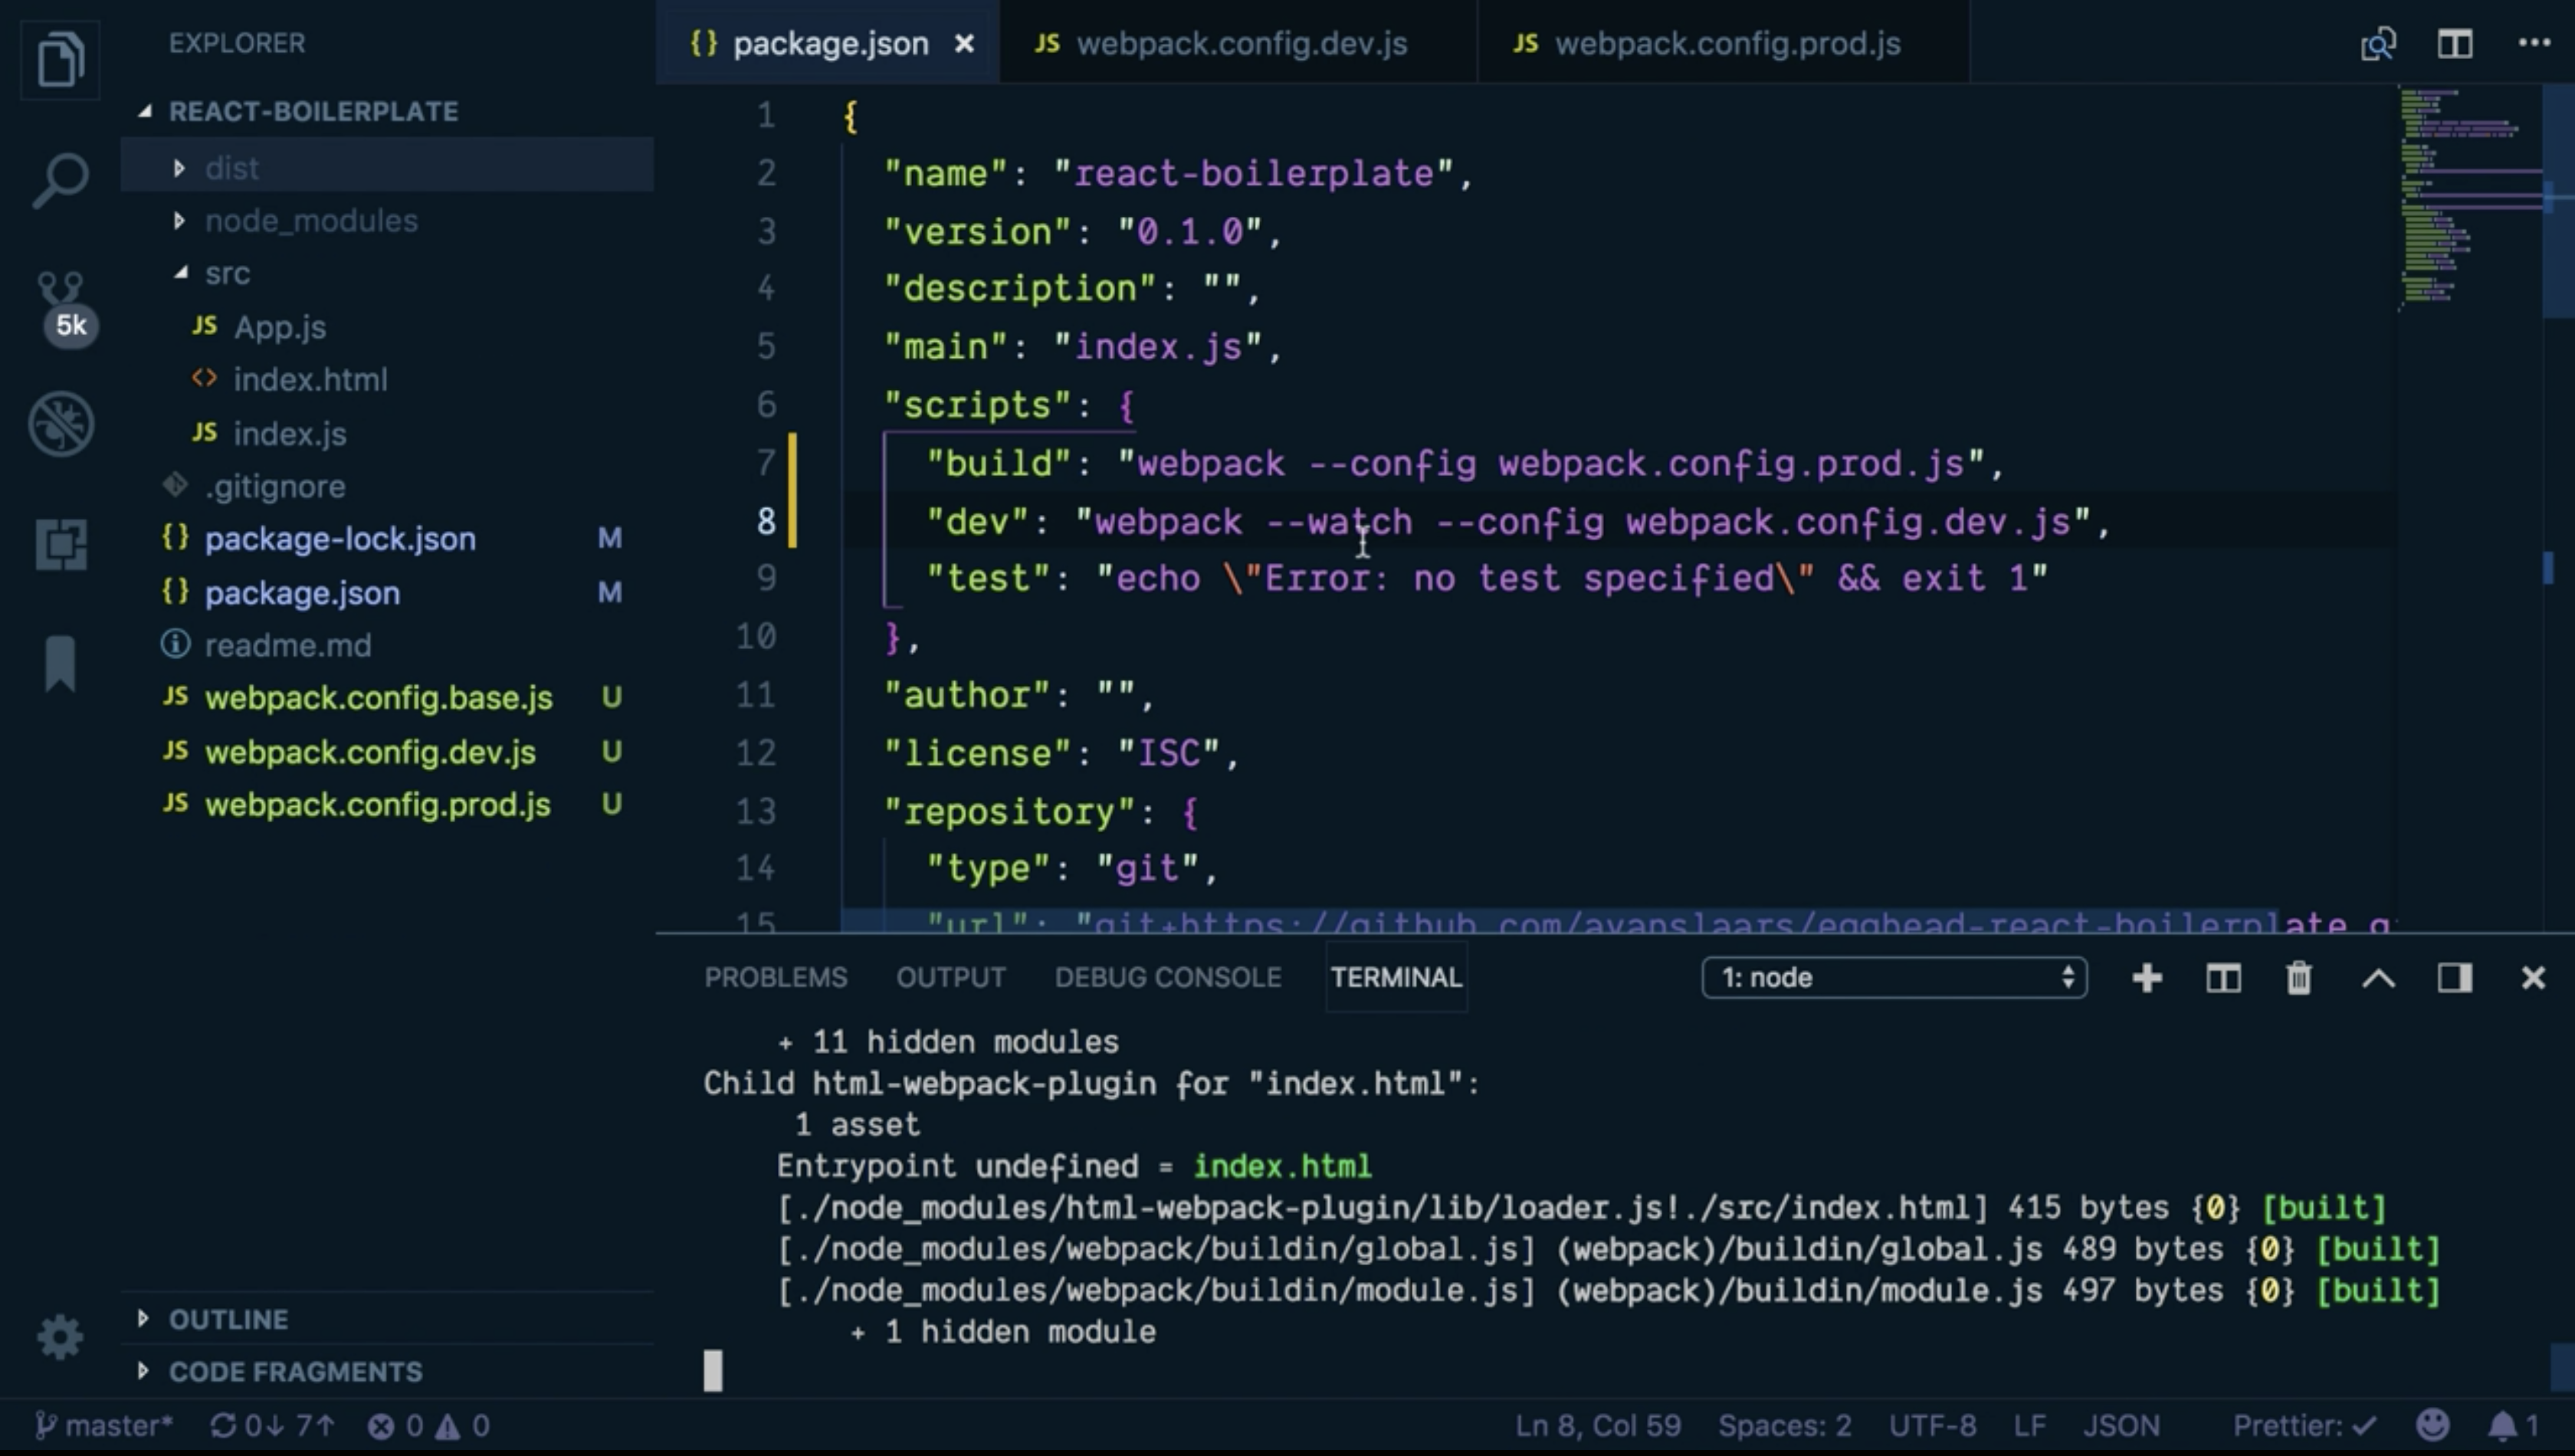 EXPLORER
REACT-BOILERPLATE
dist
node_modules
src
JS App.js
<> index.html
JS index.js
.gitignore
{} package-lock.json M
{} package.json M
readme.md
JS webpack.config.base.js U
JS webpack.config.dev.js U
JS webpack.config.prod.js U
5k
OUTLINE
CODE FRAGMENTS
{} package.json × JS webpack.config.dev.js JS webpack.config.prod.js
1 {
2 "name": "react-boilerplate",
3 "version": "0.1.0",
4 "description": "",
5 "main": "index.js",
6 "scripts": {
7 "build": "webpack --config webpack.config.prod.js",
8 "dev": "webpack --watch --config webpack.config.dev.js",
9 "test": "echo \"Error: no test specified\" && exit 1"
10 },
11 "author": "",
12 "license": "ISC",
13 "repository": {
14 "type": "git",
15 "url": "git+https://github.com/avanslaars/egghead-react-boilerplate.g
PROBLEMS OUTPUT DEBUG CONSOLE TERMINAL 1: node
+ 11 hidden modules
Child html-webpack-plugin for "index.html":
1 asset
Entrypoint undefined = index.html
[./node_modules/html-webpack-plugin/lib/loader.js!./src/index.html] 415 bytes {0} [built]
[./node_modules/webpack/buildin/global.js] (webpack)/buildin/global.js 489 bytes {0} [built]
[./node_modules/webpack/buildin/module.js] (webpack)/buildin/module.js 497 bytes {0} [built]
+ 1 hidden module
master* 0↓ 7↑ 0 0 Ln 8, Col 59 Spaces: 2 UTF-8 LF JSON Prettier: ✓ 1